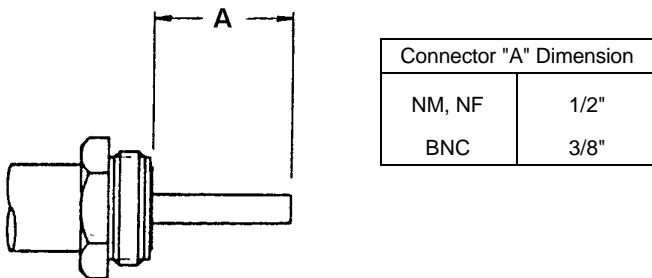 A
Connector "A" Dimension
NM, NF 1/2"
BNC 3/8"